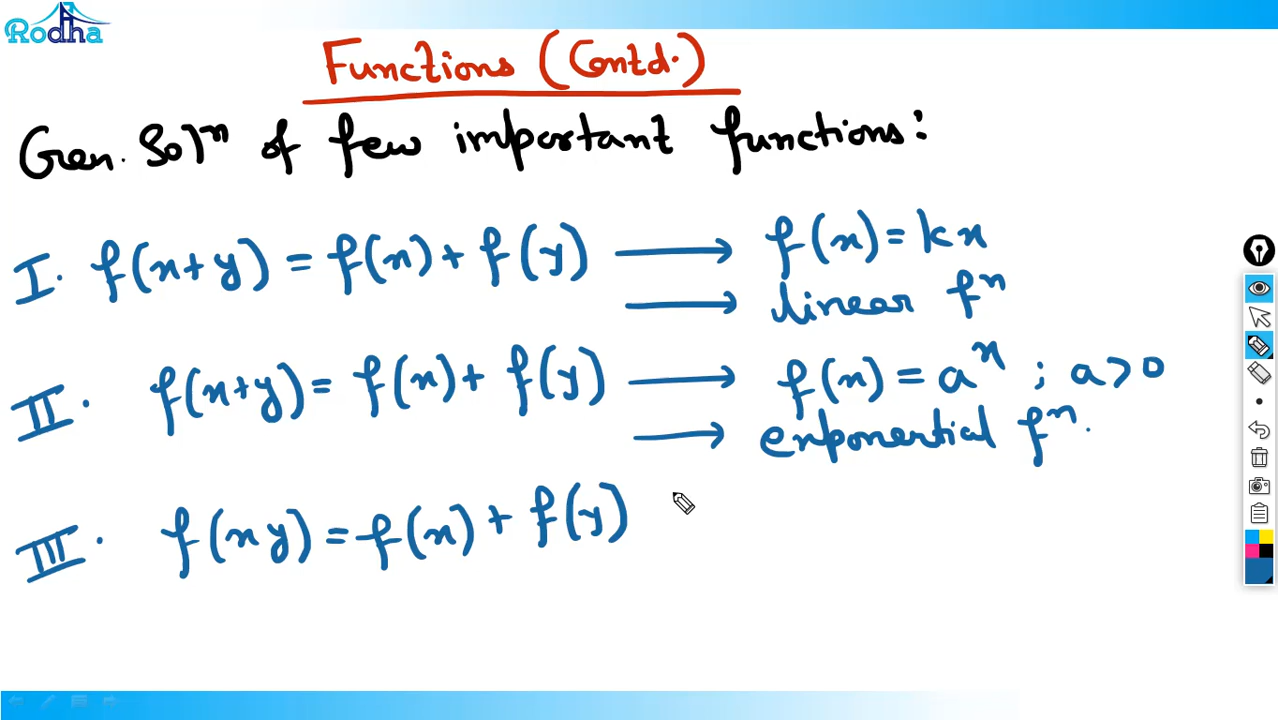 Rodha
Functions (Contd.)
Gen. Solⁿ of few important functions:
I. f(x+y) = f(x) + f(y) ⟶ f(x) = kx
⟶ linear fⁿ
II. f(x+y) = f(x) + f(y) ⟶ f(x) = aˣ ; a > 0
⟶ exponential fⁿ.
III. f(xy) = f(x) + f(y)